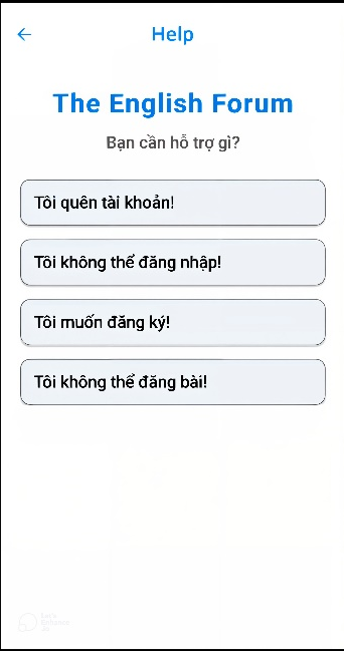 Help
The English Forum
Bạn cần hỗ trợ gì?
Tôi quên tài khoản!
Tôi không thể đăng nhập!
Tôi muốn đăng ký!
Tôi không thể đăng bài!